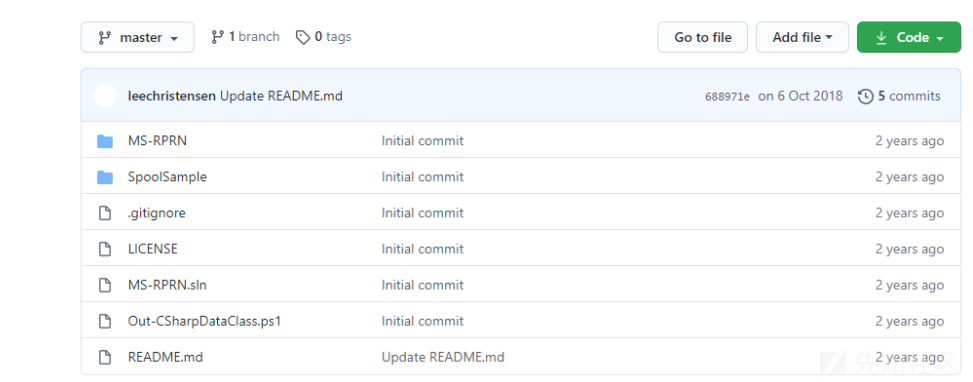 master 1 branch 0 tags Go to file Add file Code
leechristensen Update README.md 688971e on 6 Oct 2018 5 commits
MS-RPRN Initial commit 2 years ago
SpoolSample Initial commit 2 years ago
.gitignore Initial commit 2 years ago
LICENSE Initial commit 2 years ago
MS-RPRN.sln Initial commit 2 years ago
Out-CSharpDataClass.ps1 Initial commit 2 years ago
README.md Update README.md 2 years ago